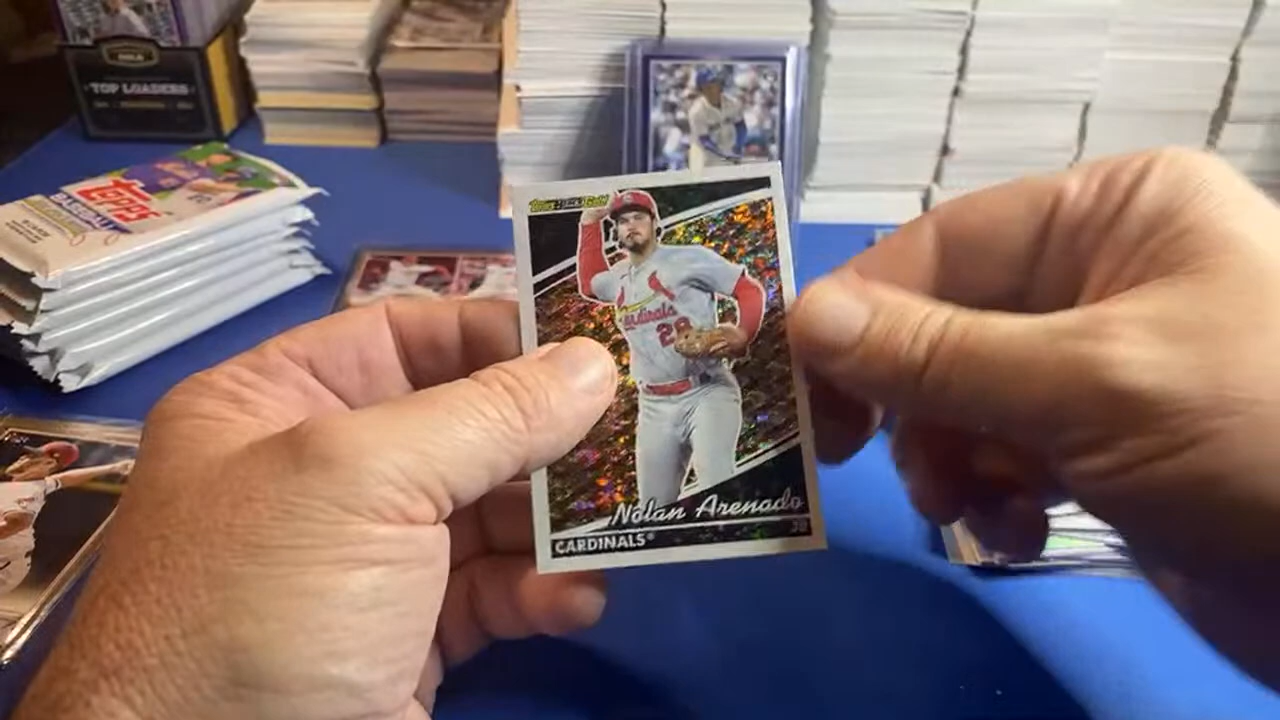 TOP LOADERS
TOPPS
BASEBALL
Topps Black Gold
Cardinals
28
Nolan Arenado
3B
CARDINALS®